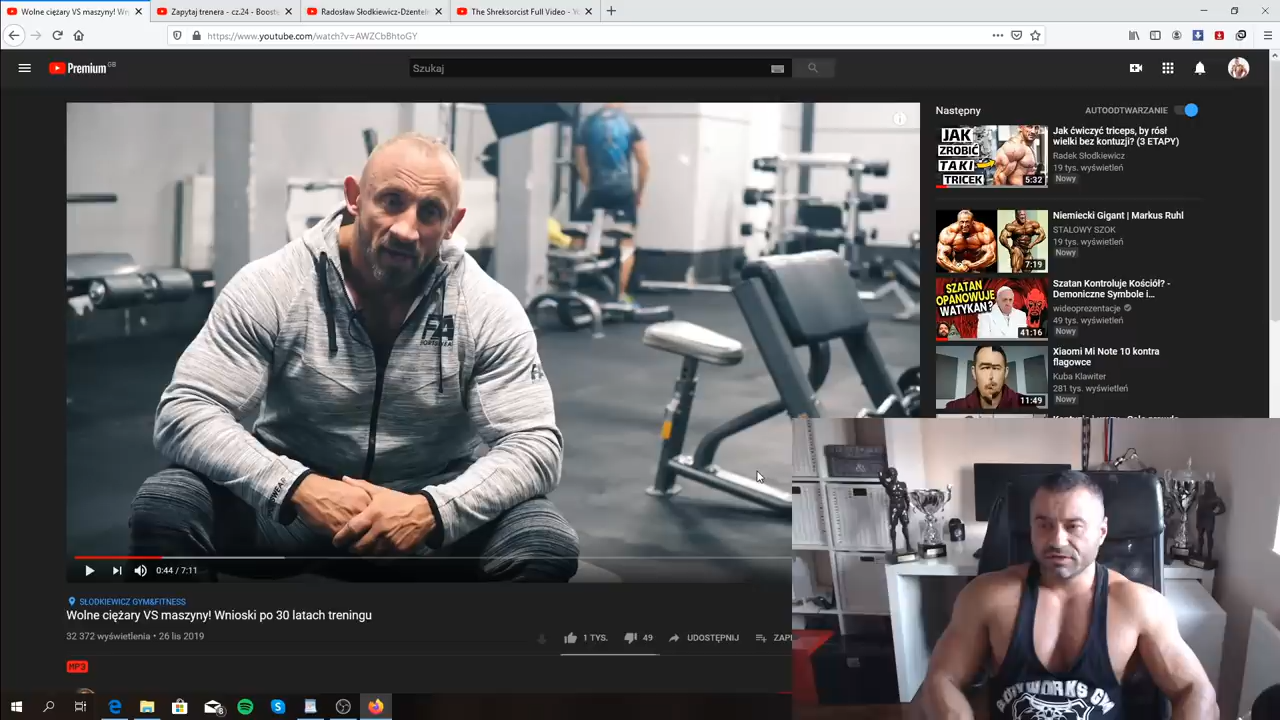 Wolne ciężary VS maszyny! Wn
Zapytaj trenera - cz.24 - Booste
Radosław Słodkiewicz-Dżentelm
The Shreksorcist Full Video - Yo
https://www.youtube.com/watch?v=AWZCbBhtoGY
Premium GB
Szukaj
Następny
AUTOODTWARZANIE
JAK
ZROBIĆ
TAKI
TRICEK
5:32
Jak ćwiczyć triceps, by rósł
wielki bez kontuzji? (3 ETAPY)
Radek Słodkiewicz
19 tys. wyświetleń
Nowy
7:19
Niemiecki Gigant | Markus Ruhl
STALOWY SZOK
19 tys. wyświetleń
Nowy
SZATAN
OPANOWUJE
WATYKAN?
41:16
Szatan Kontroluje Kościół? -
Demoniczne Symbole i...
wideoprezentacje
49 tys. wyświetleń
Nowy
11:49
Xiaomi Mi Note 10 kontra
flagowce
Kuba Klawiter
281 tys. wyświetleń
Nowy
0:44 / 7:11
SŁODKIEWICZ GYM&FITNESS
Wolne ciężary VS maszyny! Wnioski po 30 latach treningu
32 372 wyświetlenia • 26 lis 2019
1 TYS.
49
UDOSTĘPNIJ
ZAPI
MP3